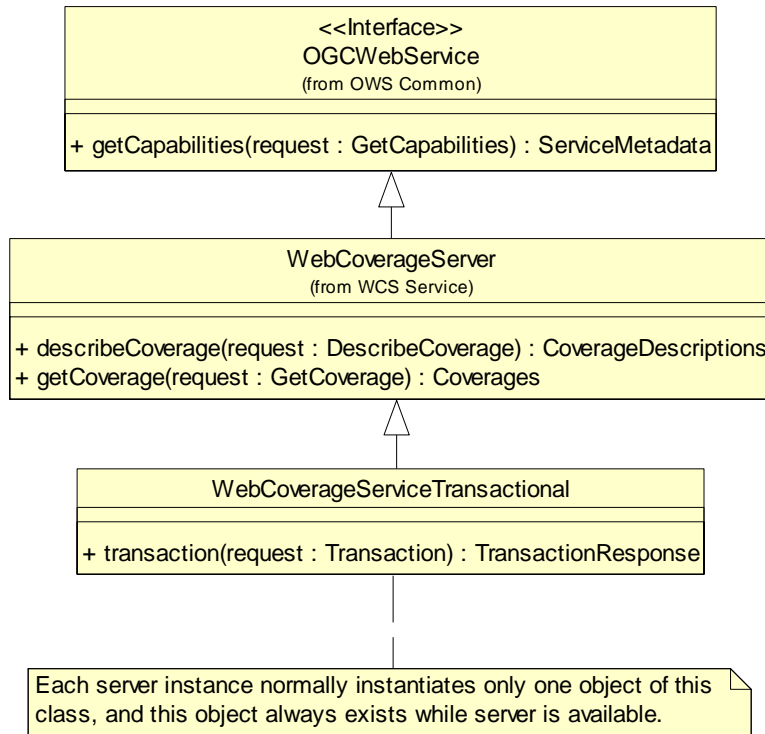 <<Interface>>
OGCWebService
(from OWS Common)
+ getCapabilities(request : GetCapabilities) : ServiceMetadata
WebCoverageServer
(from WCS Service)
+ describeCoverage(request : DescribeCoverage) : CoverageDescriptions
+ getCoverage(request : GetCoverage) : Coverages
WebCoverageServiceTransactional
+ transaction(request : Transaction) : TransactionResponse
Each server instance normally instantiates only one object of this
class, and this object always exists while server is available.